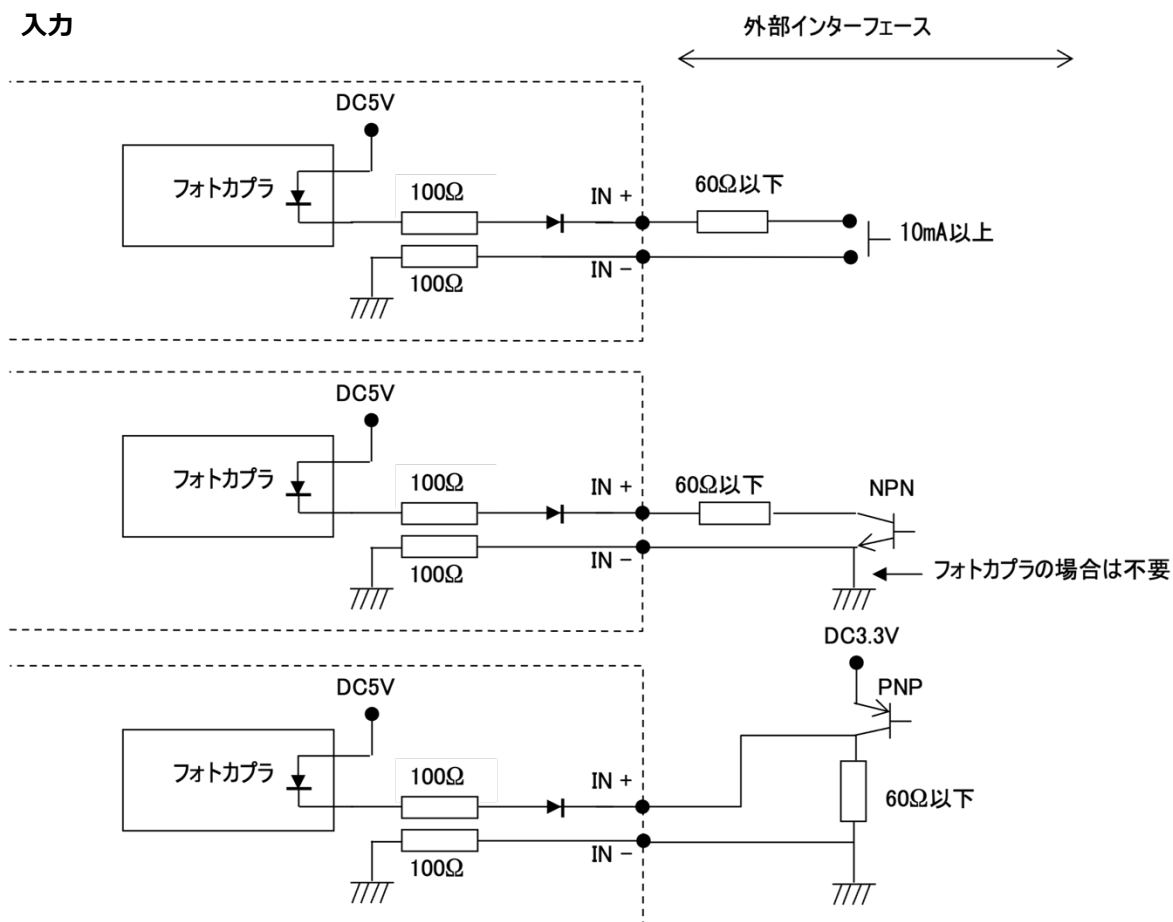 入力
外部インターフェース
DC5V
フォトカプラ
100Ω
IN +
60Ω以下
10mA以上
IN -
100Ω
DC5V
フォトカプラ
100Ω
IN +
60Ω以下
NPN
IN -
100Ω
フォトカプラの場合は不要
DC3.3V
DC5V
PNP
フォトカプラ
100Ω
IN +
60Ω以下
IN -
100Ω